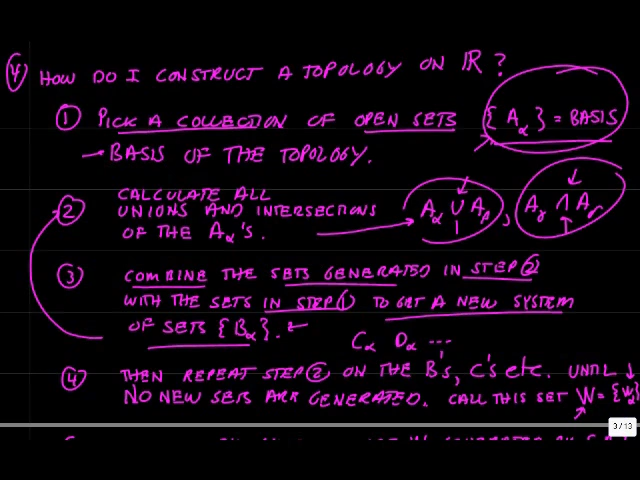 4 HOW DO I CONSTRUCT A TOPOLOGY ON ℝ?
① PICK A COLLECTION OF OPEN SETS {Aα} = BASIS
→ BASIS OF THE TOPOLOGY.
② CALCULATE ALL
UNIONS AND INTERSECTIONS
OF THE Aα'S. → Aα ∪ Aβ, Aγ ∩ Aσ
③ COMBINE THE SETS GENERATED IN STEP ②
WITH THE SETS IN STEP ① TO GET A NEW SYSTEM
OF SETS {Bα}. ←
Cα Dα ...
④ THEN REPEAT STEP ② ON THE B's, C's etc. UNTIL ↓
NO NEW SETS ARE GENERATED. CALL THIS SET W = {Wα}
3 / 13